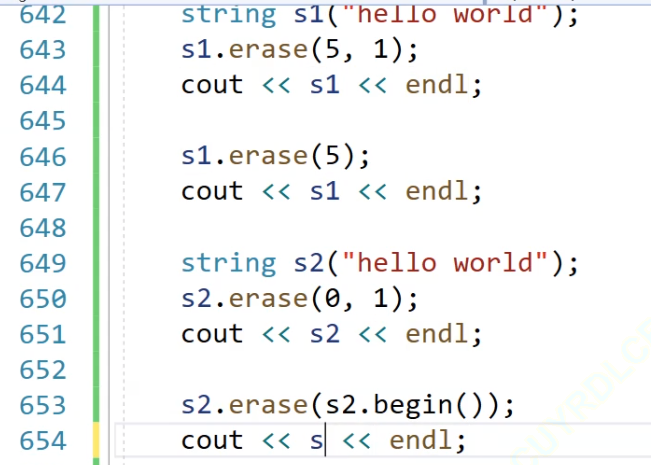 642 string s1("hello world");
643 s1.erase(5, 1);
644 cout << s1 << endl;
645
646 s1.erase(5);
647 cout << s1 << endl;
648
649 string s2("hello world");
650 s2.erase(0, 1);
651 cout << s2 << endl;
652
653 s2.erase(s2.begin());
654 cout << s << endl;